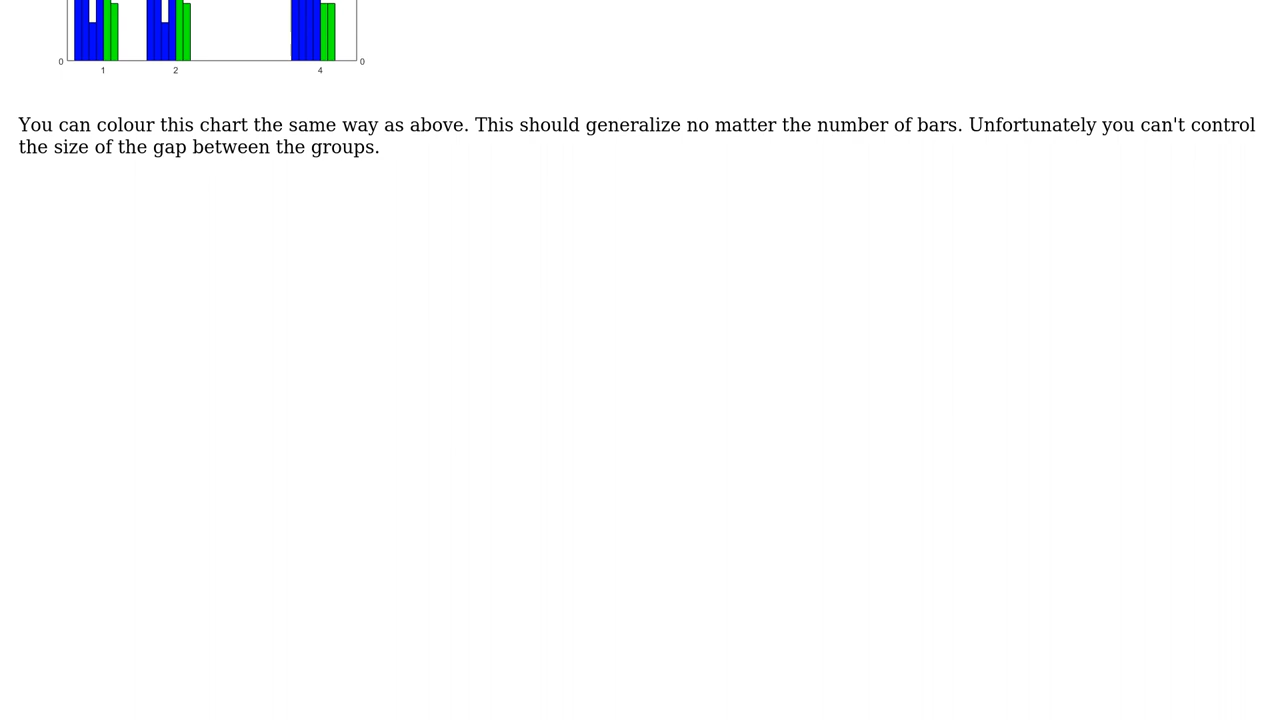 0 0
1 2 4
You can colour this chart the same way as above. This should generalize no matter the number of bars. Unfortunately you can't control
the size of the gap between the groups.